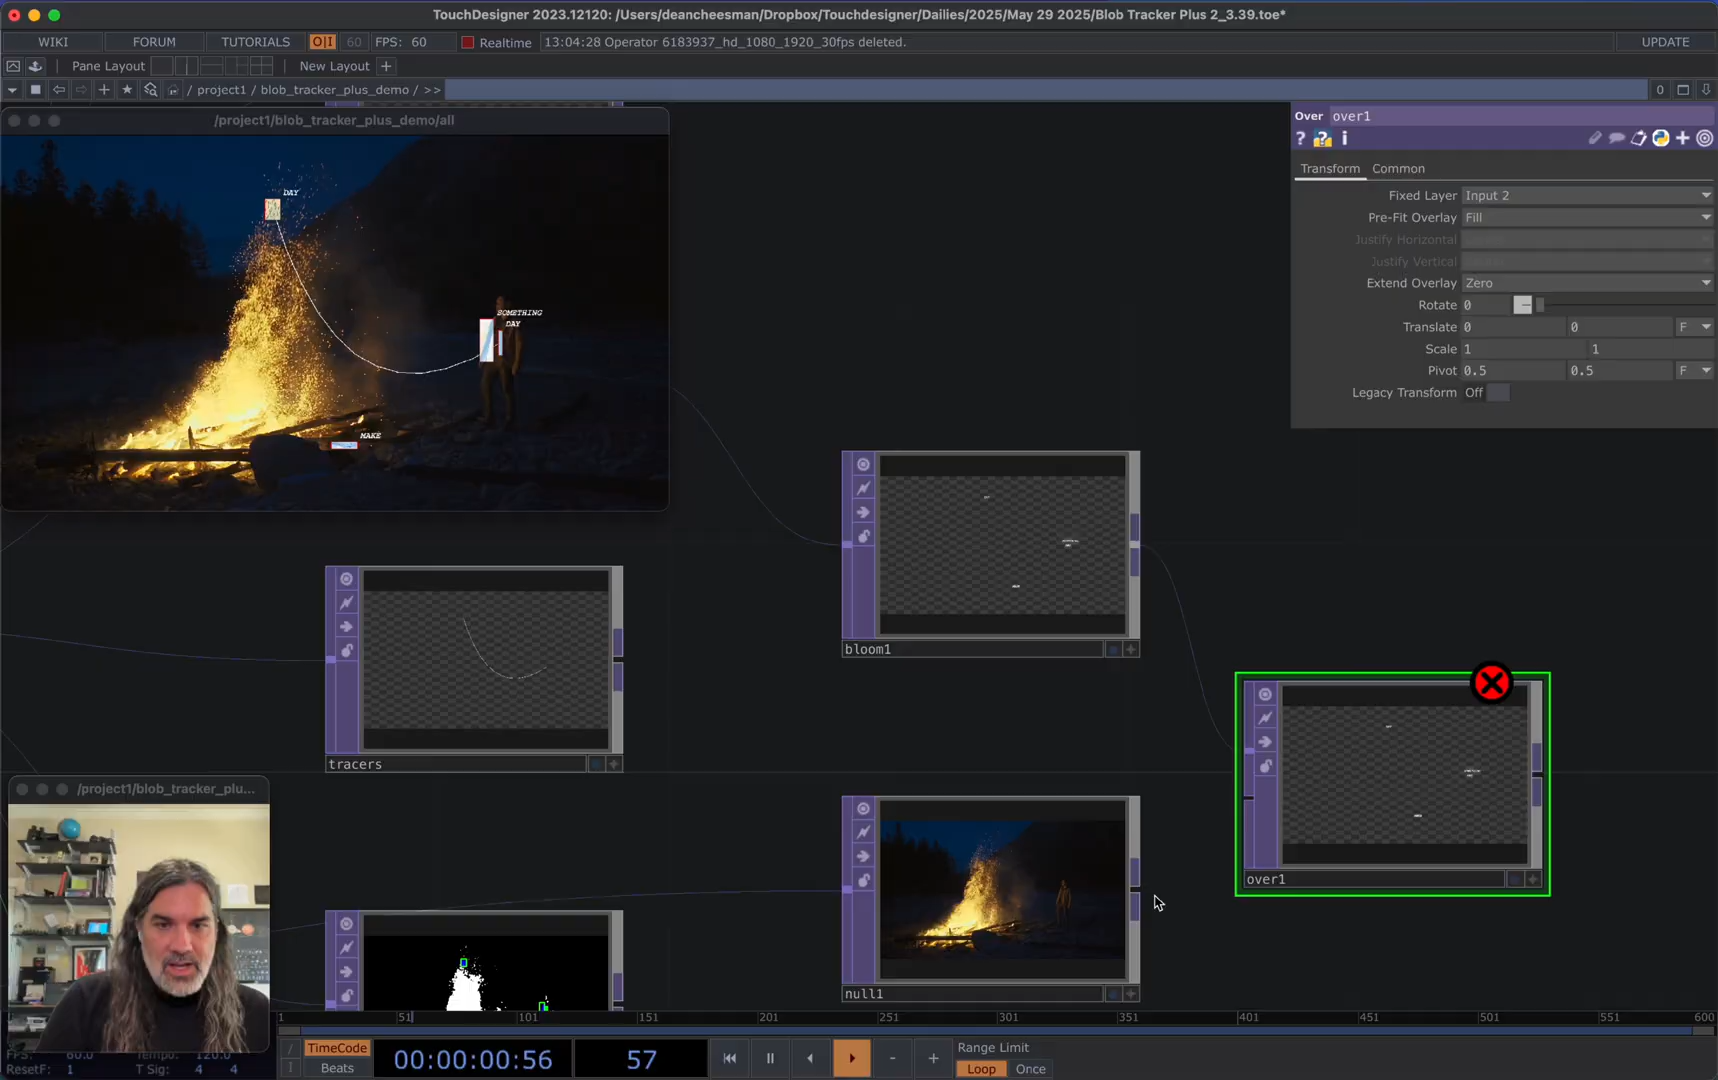 TouchDesigner 2023.12120: /Users/deancheesman/Dropbox/Touchdesigner/Dailies/2025/May 29 2025/Blob Tracker Plus 2_3.39.toe*
WIKI FORUM TUTORIALS O|I 60 FPS: 60 Realtime 13:04:28 Operator 6183937_hd_1080_1920_30fps deleted. UPDATE
Pane Layout New Layout +
/ project1 / blob_tracker_plus_demo / >> 0
/project1/blob_tracker_plus_demo/all
DAY
SOMETHING
DAY
MAKE
Over over1
? ? i
Transform Common
Fixed Layer Input 2
Pre-Fit Overlay Fill
Justify Horizontal
Justify Vertical
Extend Overlay Zero
Rotate 0
Translate 0 0 F
Scale 1 1
Pivot 0.5 0.5 F
Legacy Transform Off
bloom1
tracers
over1
null1
/project1/blob_tracker_plu...
1 51 101 151 201 251 301 351 401 451 501 551 600
FPS: 60.0 Tempo: 120.0
ResetF: 1 T Sig: 4 4
TimeCode
Beats
00:00:00:56
57
- +
Range Limit
Loop Once